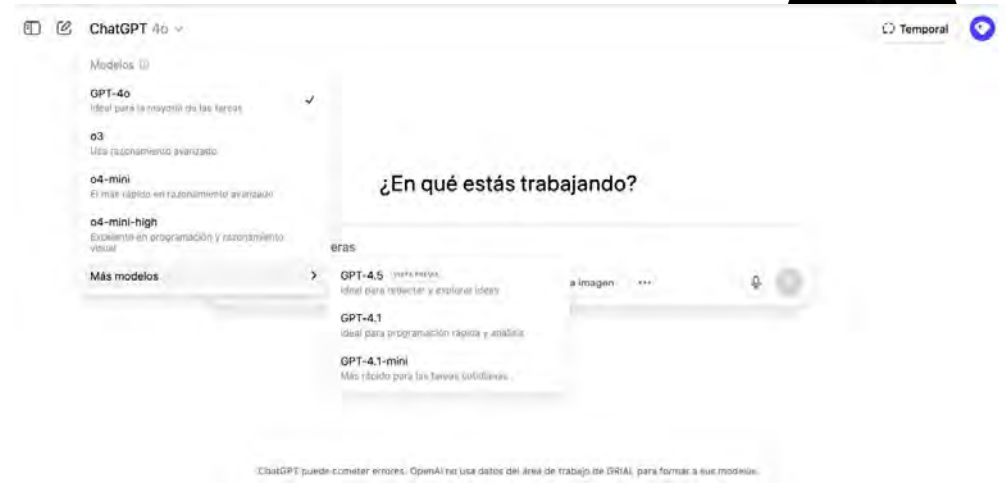 ChatGPT 4o
Temporal
Modelos
GPT-4o
Ideal para la mayoría de las tareas
o3
Usa razonamiento avanzado
o4-mini
El más rápido en razonamiento avanzado
o4-mini-high
Excelente en programación y razonamiento
visual
Más modelos
¿En qué estás trabajando?
eras
GPT-4.5
Ideal para redactar y explorar ideas
a imagen
GPT-4.1
Ideal para programación rápida y análisis
GPT-4.1-mini
Más rápido para las tareas cotidianas
ChatGPT puede cometer errores. OpenAI no usa datos del área de trabajo de GRIAL para formar a sus modelos.